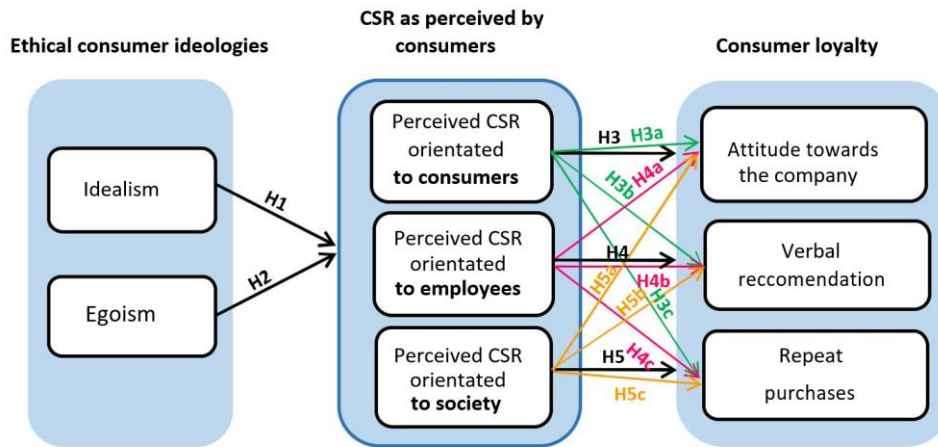 Ethical consumer ideologies
CSR as perceived by
consumers
Consumer loyalty
Idealism
Egoism
H1
H2
Perceived CSR
orientated
to consumers
Perceived CSR
orientated
to employees
Perceived CSR
orientated
to society
H3
H3a
H4a
H3b
H4
H5a
H4b
H5b
H3c
H4c
H5
H5c
Attitude towards
the company
Verbal
reccomendation
Repeat
purchases